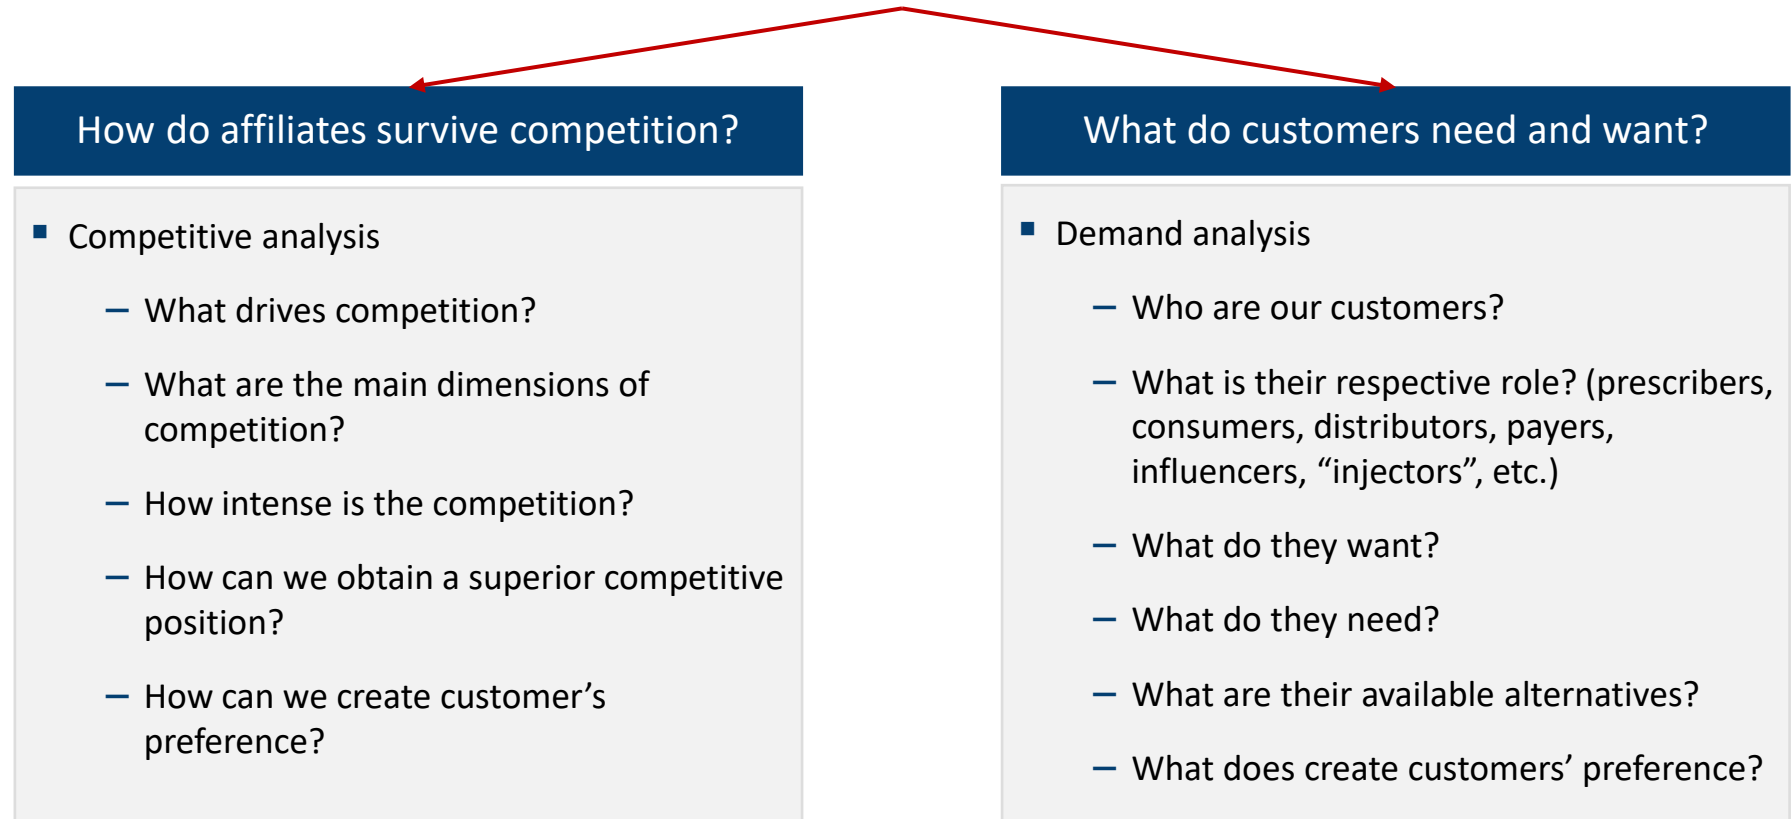 How do affiliates survive competition?
▪ Competitive analysis
– What drives competition?
– What are the main dimensions of
competition?
– How intense is the competition?
– How can we obtain a superior competitive
position?
– How can we create customer’s
preference?
What do customers need and want?
▪ Demand analysis
– Who are our customers?
– What is their respective role? (prescribers,
consumers, distributors, payers,
influencers, “injectors”, etc.)
– What do they want?
– What do they need?
– What are their available alternatives?
– What does create customers’ preference?